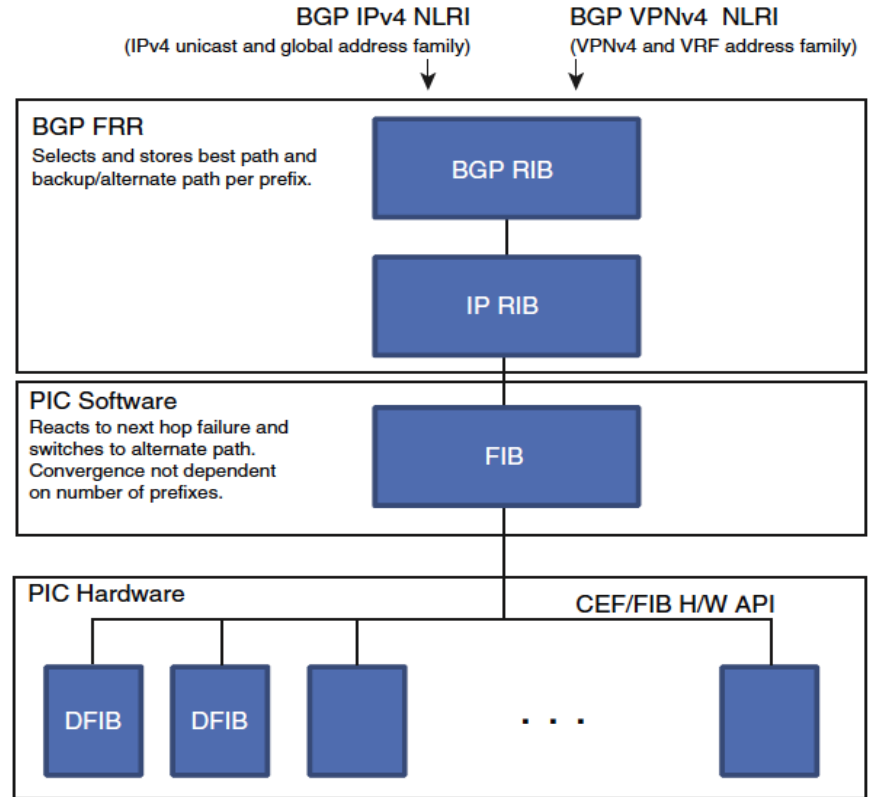 BGP IPv4 NLRI
(IPv4 unicast and global address family)
BGP VPNv4 NLRI
(VPNv4 and VRF address family)
BGP FRR
Selects and stores best path and
backup/alternate path per prefix.
BGP RIB
IP RIB
PIC Software
Reacts to next hop failure and
switches to alternate path.
Convergence not dependent
on number of prefixes.
FIB
PIC Hardware
CEF/FIB H/W API
DFIB
DFIB
. . .